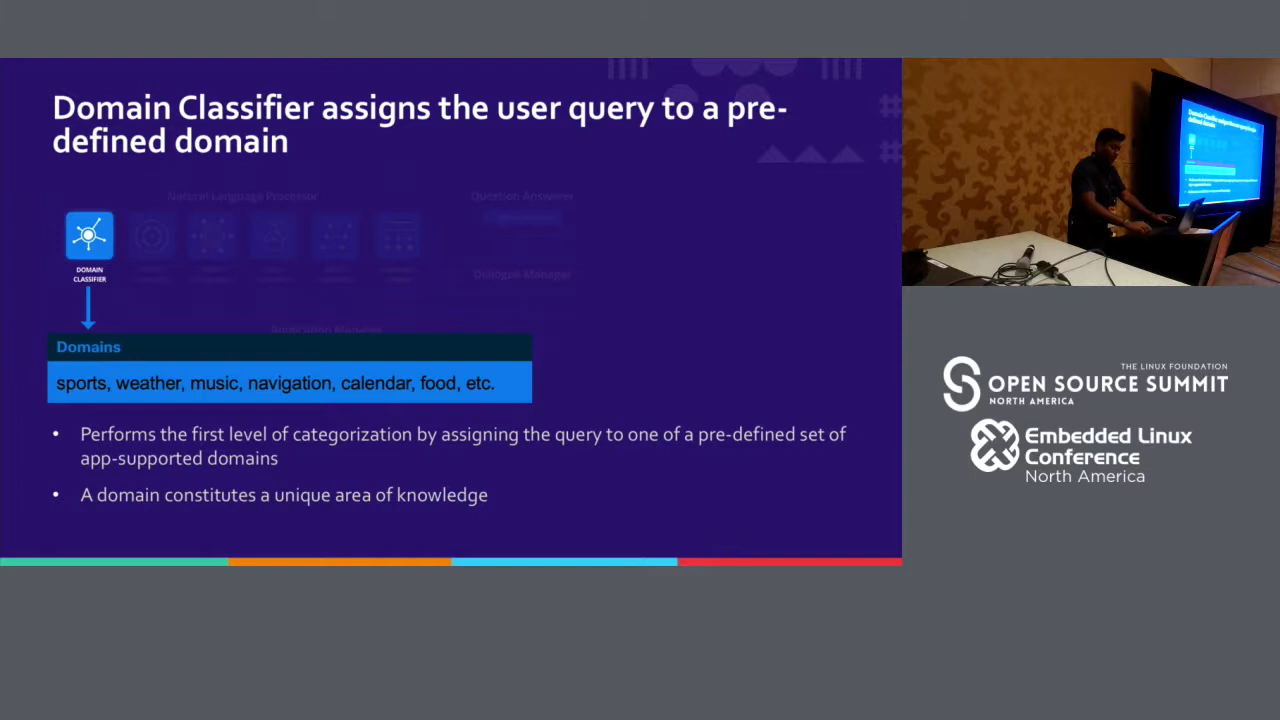 Domain Classifier assigns the user query to a pre-
defined domain
Natural Language Processor
Question Answerer
DOMAIN
CLASSIFIER
Dialogue Manager
Application Manager
Domains
sports, weather, music, navigation, calendar, food, etc.
• Performs the first level of categorization by assigning the query to one of a pre-defined set of
app-supported domains
• A domain constitutes a unique area of knowledge
THE LINUX FOUNDATION
OPEN SOURCE SUMMIT
NORTH AMERICA
Embedded Linux
Conference
North America